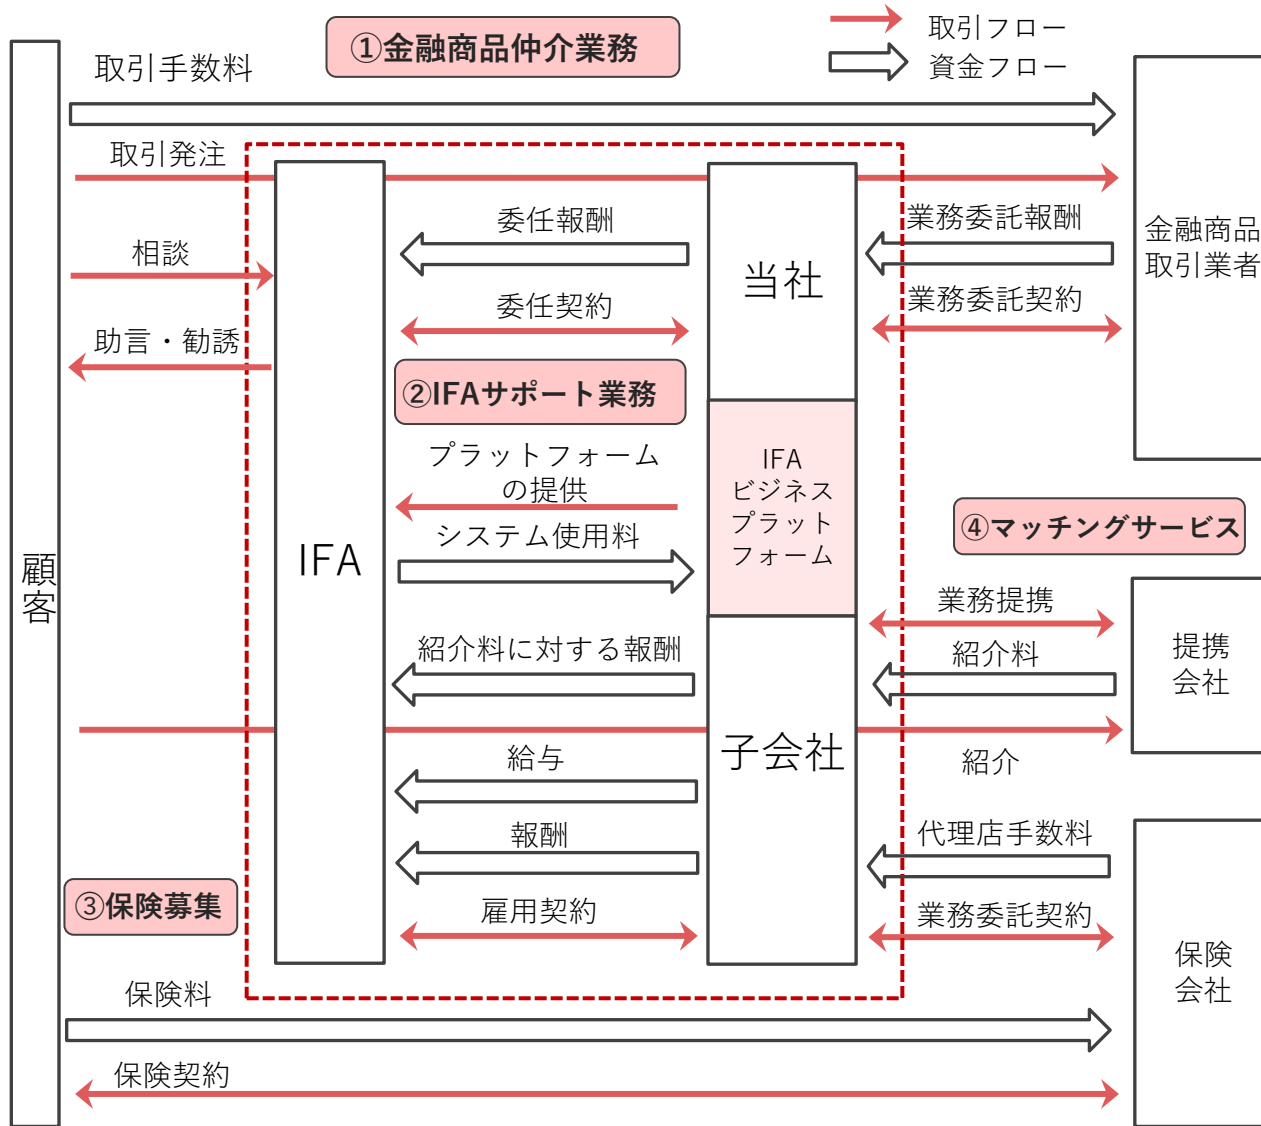 ①金融商品仲介業務
取引フロー
資金フロー
取引手数料
取引発注
相談
助言・勧誘
顧客
IFA
委任報酬
委任契約
②IFAサポート業務
プラットフォーム
の提供
システム使用料
紹介料に対する報酬
給与
報酬
雇用契約
当社
IFA
ビジネス
プラット
フォーム
子会社
業務委託報酬
業務委託契約
金融商品
取引業者
④マッチングサービス
業務提携
紹介料
紹介
提携
会社
代理店手数料
業務委託契約
保険
会社
③保険募集
保険料
保険契約